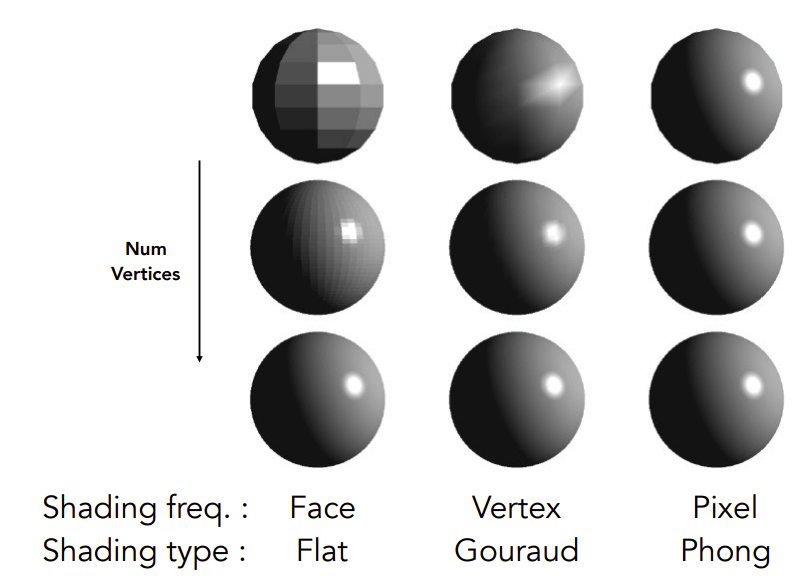 Num
Vertices
Shading freq. : Face Vertex Pixel
Shading type : Flat Gouraud Phong